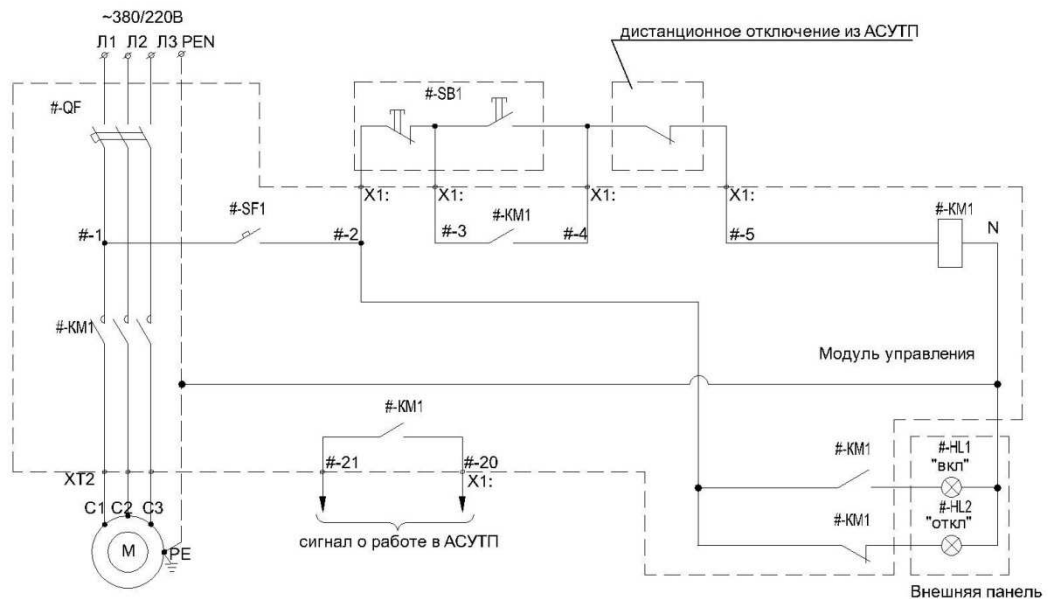 ~380/220В
Л1 Л2 Л3 PEN
дистанционное отключение из АСУТП
#-QF
#-SB1
X1: X1: X1: X1:
#-SF1
#-KM1
#-KM1
#-1
#-2
#-3
#-4
#-5
N
#-KM1
Модуль управления
#-KM1
#-21
#-20
X1:
XT2
#-KM1
#-HL1
"вкл"
C1 C2 C3
#-KM1
#-HL2
"откл"
сигнал о работе в АСУТП
M
PE
Внешняя панель